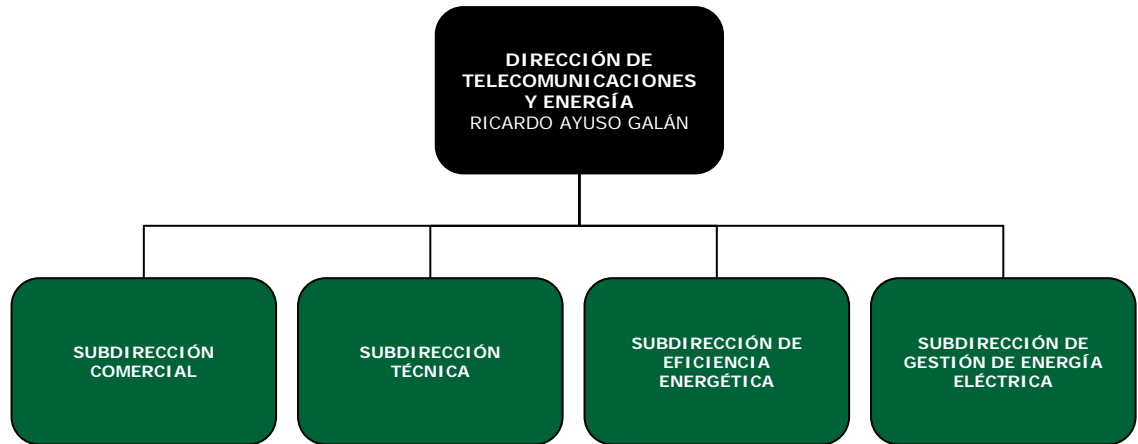 DIRECCIÓN DE
TELECOMUNICACIONES
Y ENERGÍA
RICARDO AYUSO GALÁN
SUBDIRECCIÓN
COMERCIAL
SUBDIRECCIÓN
TÉCNICA
SUBDIRECCIÓN DE
EFICIENCIA
ENERGÉTICA
SUBDIRECCIÓN DE
GESTIÓN DE ENERGÍA
ELÉCTRICA